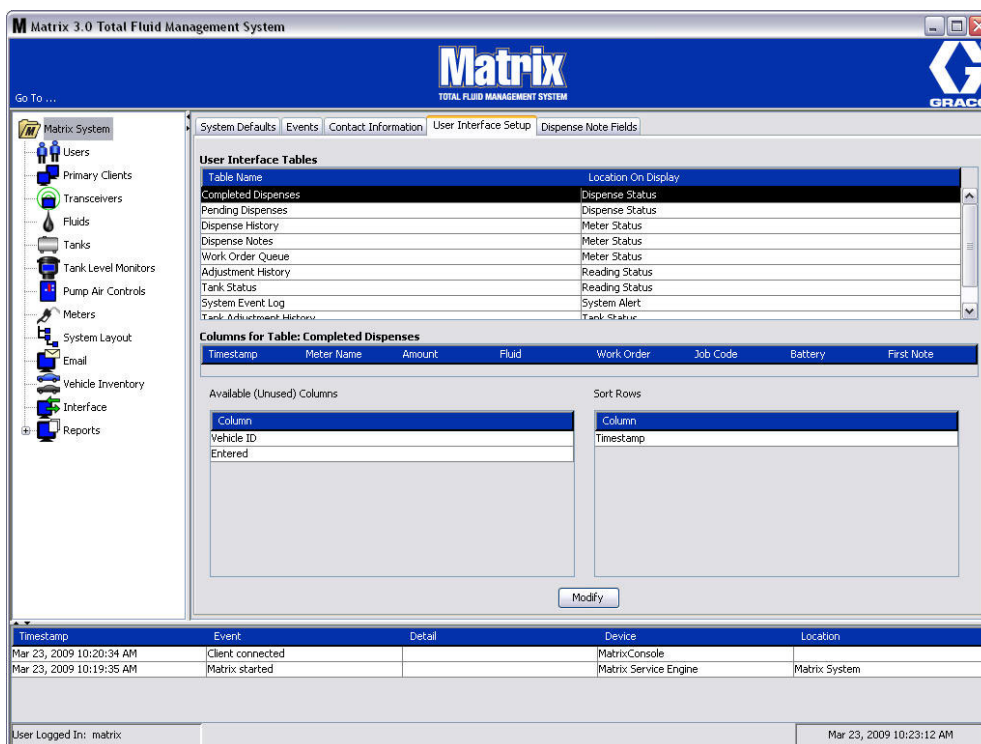 Matrix 3.0 Total Fluid Management System
Matrix
TOTAL FLUID MANAGEMENT SYSTEM
GRACO
Go To ...
Matrix System
Users
Primary Clients
Transceivers
Fluids
Tanks
Tank Level Monitors
Pump Air Controls
Meters
System Layout
Email
Vehicle Inventory
Interface
Reports
System Defaults Events Contact Information User Interface Setup Dispense Note Fields
User Interface Tables
Table Name Location On Display
Completed Dispenses Dispense Status
Pending Dispenses Dispense Status
Dispense History Meter Status
Dispense Notes Meter Status
Work Order Queue Meter Status
Adjustment History Reading Status
Tank Status Reading Status
System Event Log System Alert
Tank Adjustment History Tank Status
Columns for Table: Completed Dispenses
Timestamp Meter Name Amount Fluid Work Order Job Code Battery First Note
Available (Unused) Columns Sort Rows
Column Column
Vehicle ID Timestamp
Entered
Modify
Timestamp Event Detail Device Location
Mar 23, 2009 10:20:34 AM Client connected MatrixConsole
Mar 23, 2009 10:19:35 AM Matrix started Matrix Service Engine Matrix System
User Logged In: matrix Mar 23, 2009 10:23:12 AM